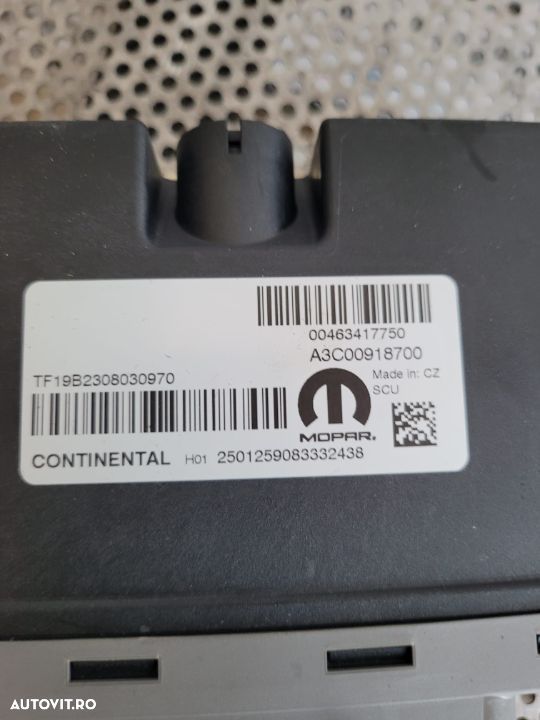 00463417750
A3C00918700
TF19B2308030970
Made in: CZ
SCU
MOPAR.
CONTINENTAL H01 2501259083332438
AUTOVIT.RO